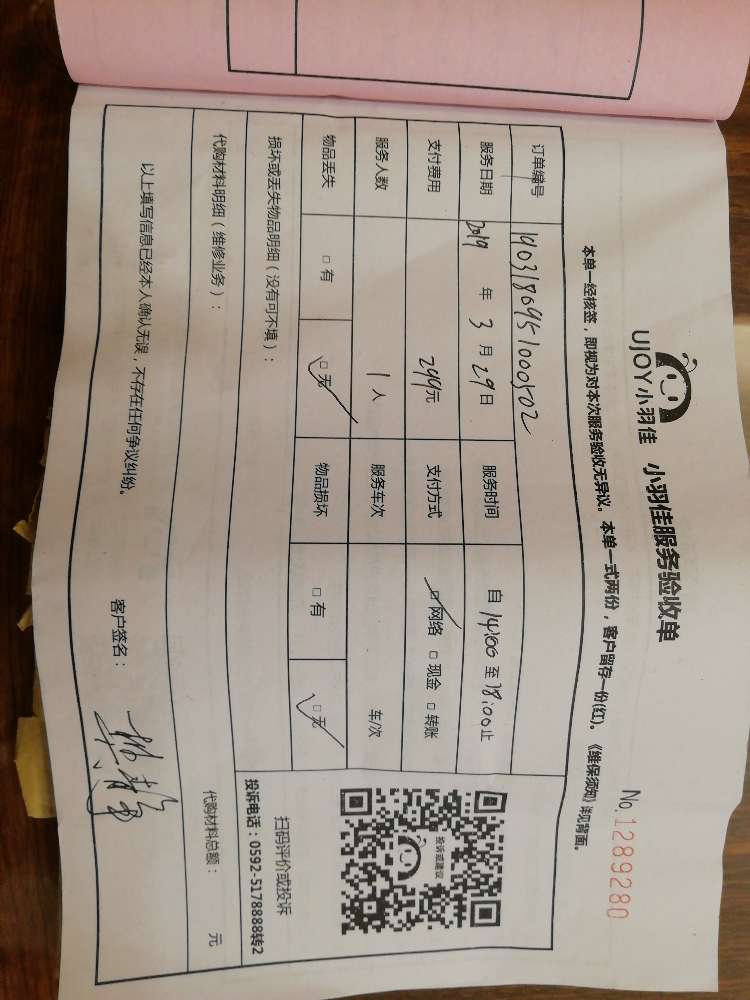 UJOY小羽佳 小羽佳服务验收单
No.1289280
本单一经核签，即视为对本次服务验收无异议。本单一式两份，客户留存一份(红)。《维保须知》详见背面。
订单编号 1903180951000502
服务日期 2019 年 3 月 29 日 服务时间 自 14:00 至 18:00 止
支付费用 299元 支付方式 □ 网络 □ 现金 □ 转账
服务人数 1 人 服务车次 车/次
物品丢失 □ 有 □ 无 物品损坏 □ 有 □ 无
损坏或丢失物品明细（没有可不填）：
投诉或建议
扫码评价或投诉
投诉电话：0592-5178888转2
代购材料明细（维修业务）：
代购材料总额： 元
以上填写信息已经本人确认无误，不存在任何争议纠纷。
客户签名：